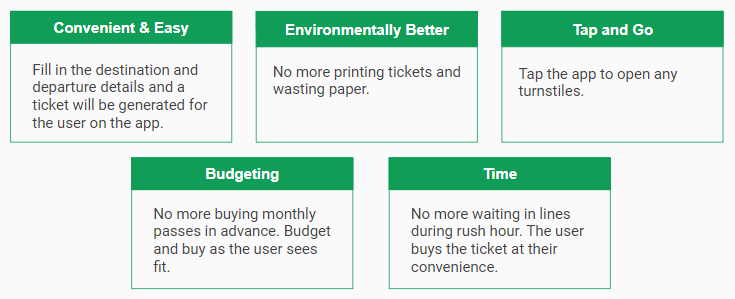 Convenient & Easy
Fill in the destination and
departure details and a
ticket will be generated for
the user on the app.
Environmentally Better
No more printing tickets and
wasting paper.
Tap and Go
Tap the app to open any
turnstiles.
Budgeting
No more buying monthly
passes in advance. Budget
and buy as the user sees
fit.
Time
No more waiting in lines
during rush hour. The user
buys the ticket at their
convenience.